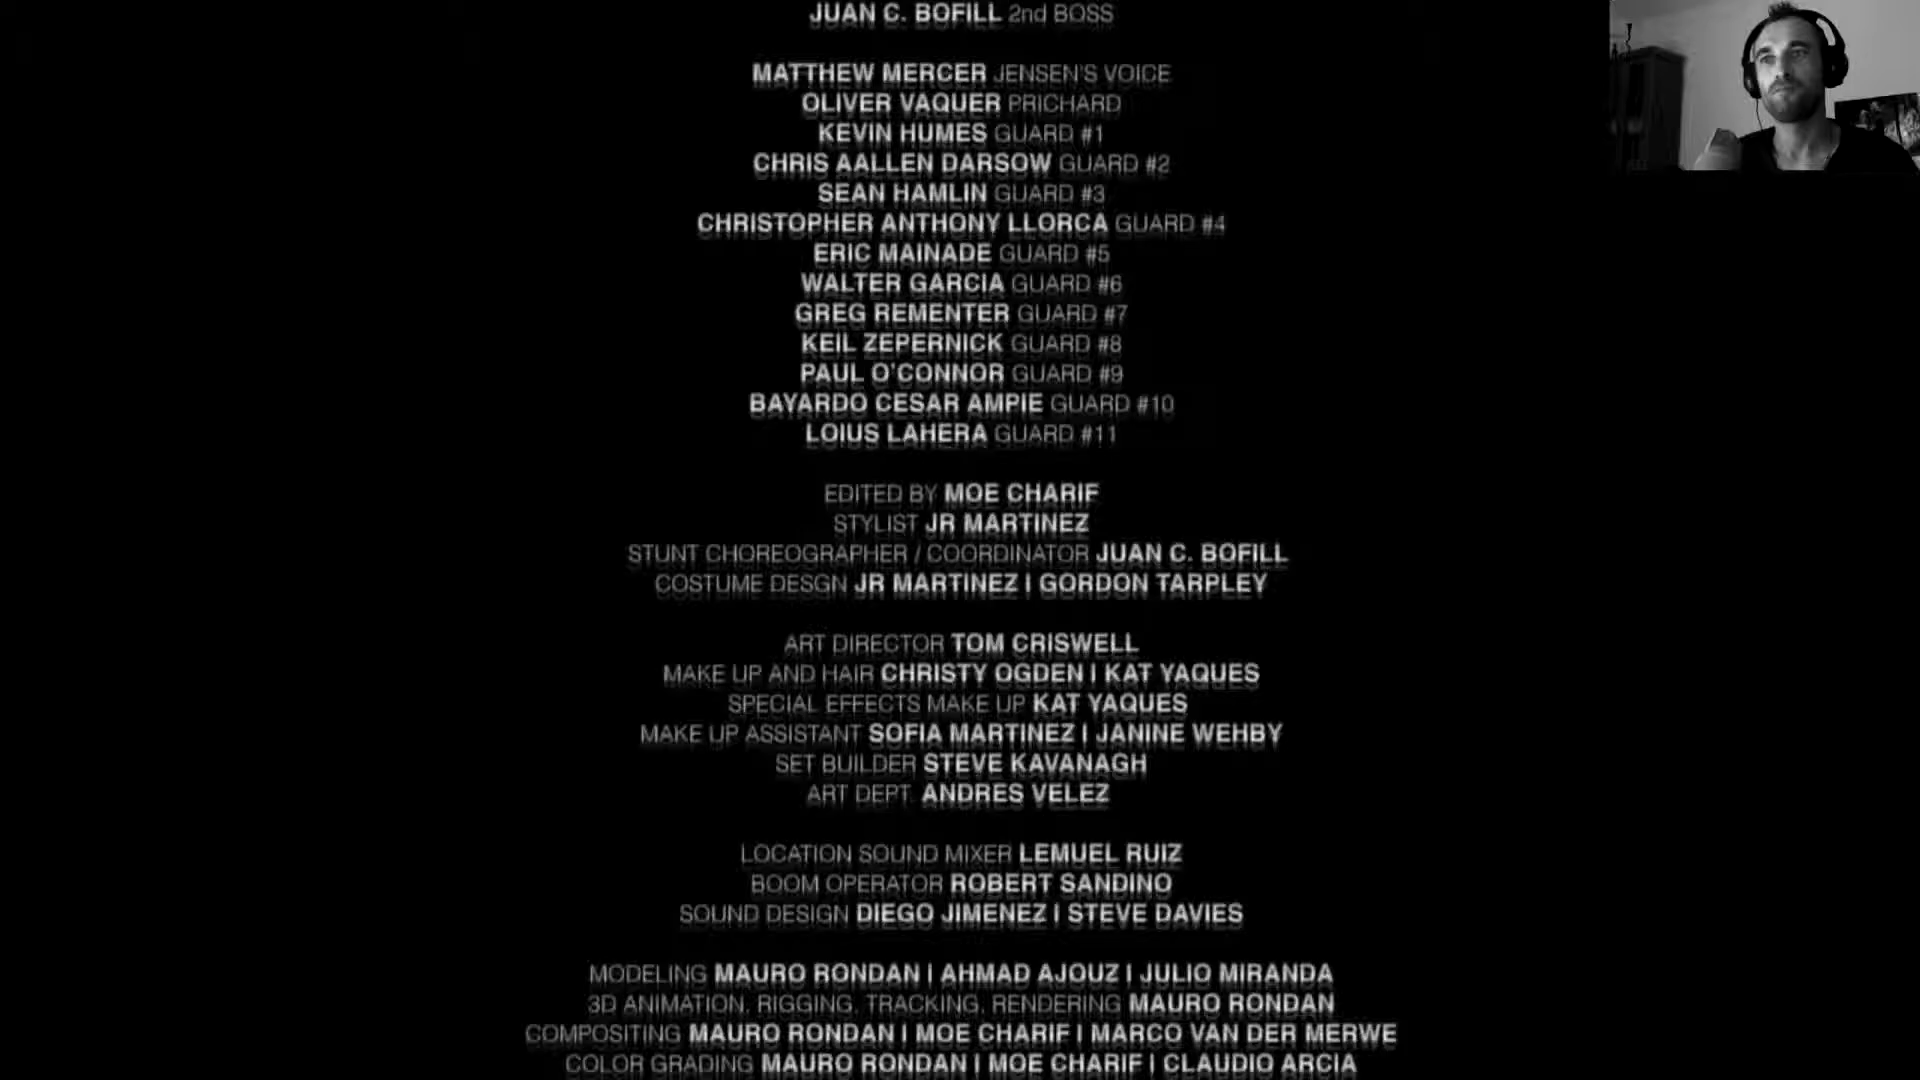 JUAN C. BOFILL 2nd BOSS
MATTHEW MERCER JENSEN'S VOICE
OLIVER VAQUER PRICHARD
KEVIN HUMES GUARD #1
CHRIS AALLEN DARSOW GUARD #2
SEAN HAMLIN GUARD #3
CHRISTOPHER ANTHONY LLORCA GUARD #4
ERIC MAINADE GUARD #5
WALTER GARCIA GUARD #6
GREG REMENTER GUARD #7
KEIL ZEPERNICK GUARD #8
PAUL O'CONNOR GUARD #9
BAYARDO CESAR AMPIE GUARD #10
LOIUS LAHERA GUARD #11
EDITED BY MOE CHARIF
STYLIST JR MARTINEZ
STUNT CHOREOGRAPHER / COORDINATOR JUAN C. BOFILL
COSTUME DESGN JR MARTINEZ | GORDON TARPLEY
ART DIRECTOR TOM CRISWELL
MAKE UP AND HAIR CHRISTY OGDEN | KAT YAQUES
SPECIAL EFFECTS MAKE UP KAT YAQUES
MAKE UP ASSISTANT SOFIA MARTINEZ | JANINE WEHBY
SET BUILDER STEVE KAVANAGH
ART DEPT. ANDRES VELEZ
LOCATION SOUND MIXER LEMUEL RUIZ
BOOM OPERATOR ROBERT SANDINO
SOUND DESIGN DIEGO JIMENEZ | STEVE DAVIES
MODELING MAURO RONDAN | AHMAD AJOUZ | JULIO MIRANDA
3D ANIMATION, RIGGING, TRACKING, RENDERING MAURO RONDAN
COMPOSITING MAURO RONDAN | MOE CHARIF | MARCO VAN DER MERWE
COLOR GRADING MAURO RONDAN | MOE CHARIF | CLAUDIO ARCIA